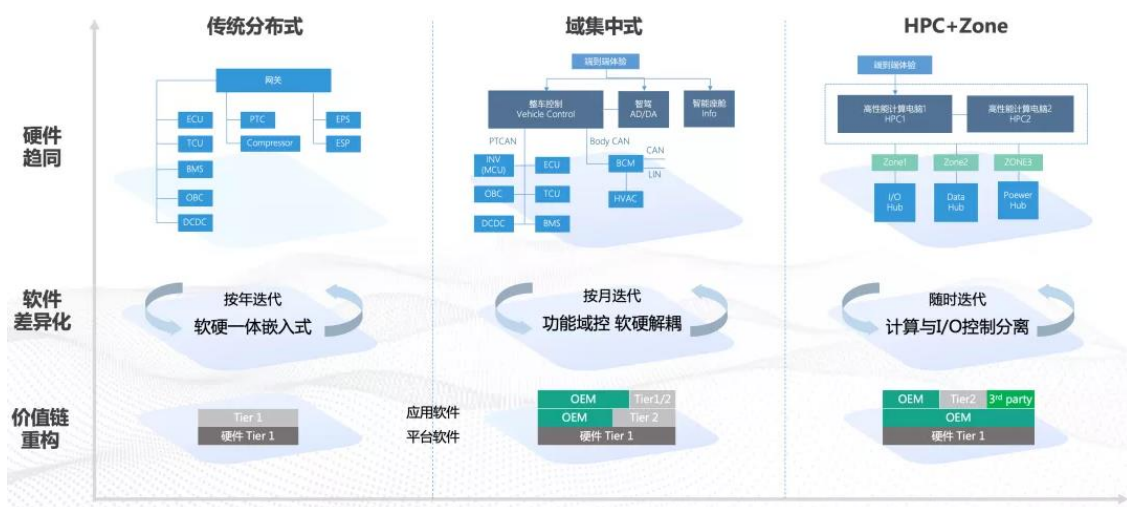 传统分布式
域集中式
HPC+Zone
硬件
趋同
网关
ECU
PTC
EPS
TCU
Compressor
ESP
BMS
OBC
DCDC
端到端体验
整车控制
Vehicle Control
智驾
AD/DA
智能座舱
Info
PTCAN
Body CAN
INV
(MCU)
ECU
BCM
CAN
LIN
OBC
TCU
HVAC
DCDC
BMS
端到端体验
高性能计算电脑1
HPC1
高性能计算电脑2
HPC2
Zone1
Zone2
ZONE3
I/O
Hub
Data
Hub
Poewer
Hub
软件
差异化
按年迭代
软硬一体嵌入式
按月迭代
功能域控 软硬解耦
随时迭代
计算与I/O控制分离
价值链
重构
Tier 1
硬件 Tier 1
应用软件
平台软件
OEM
Tier1/2
OEM
Tier 2
硬件 Tier 1
OEM
Tier2
3rd party
OEM
硬件 Tier 1